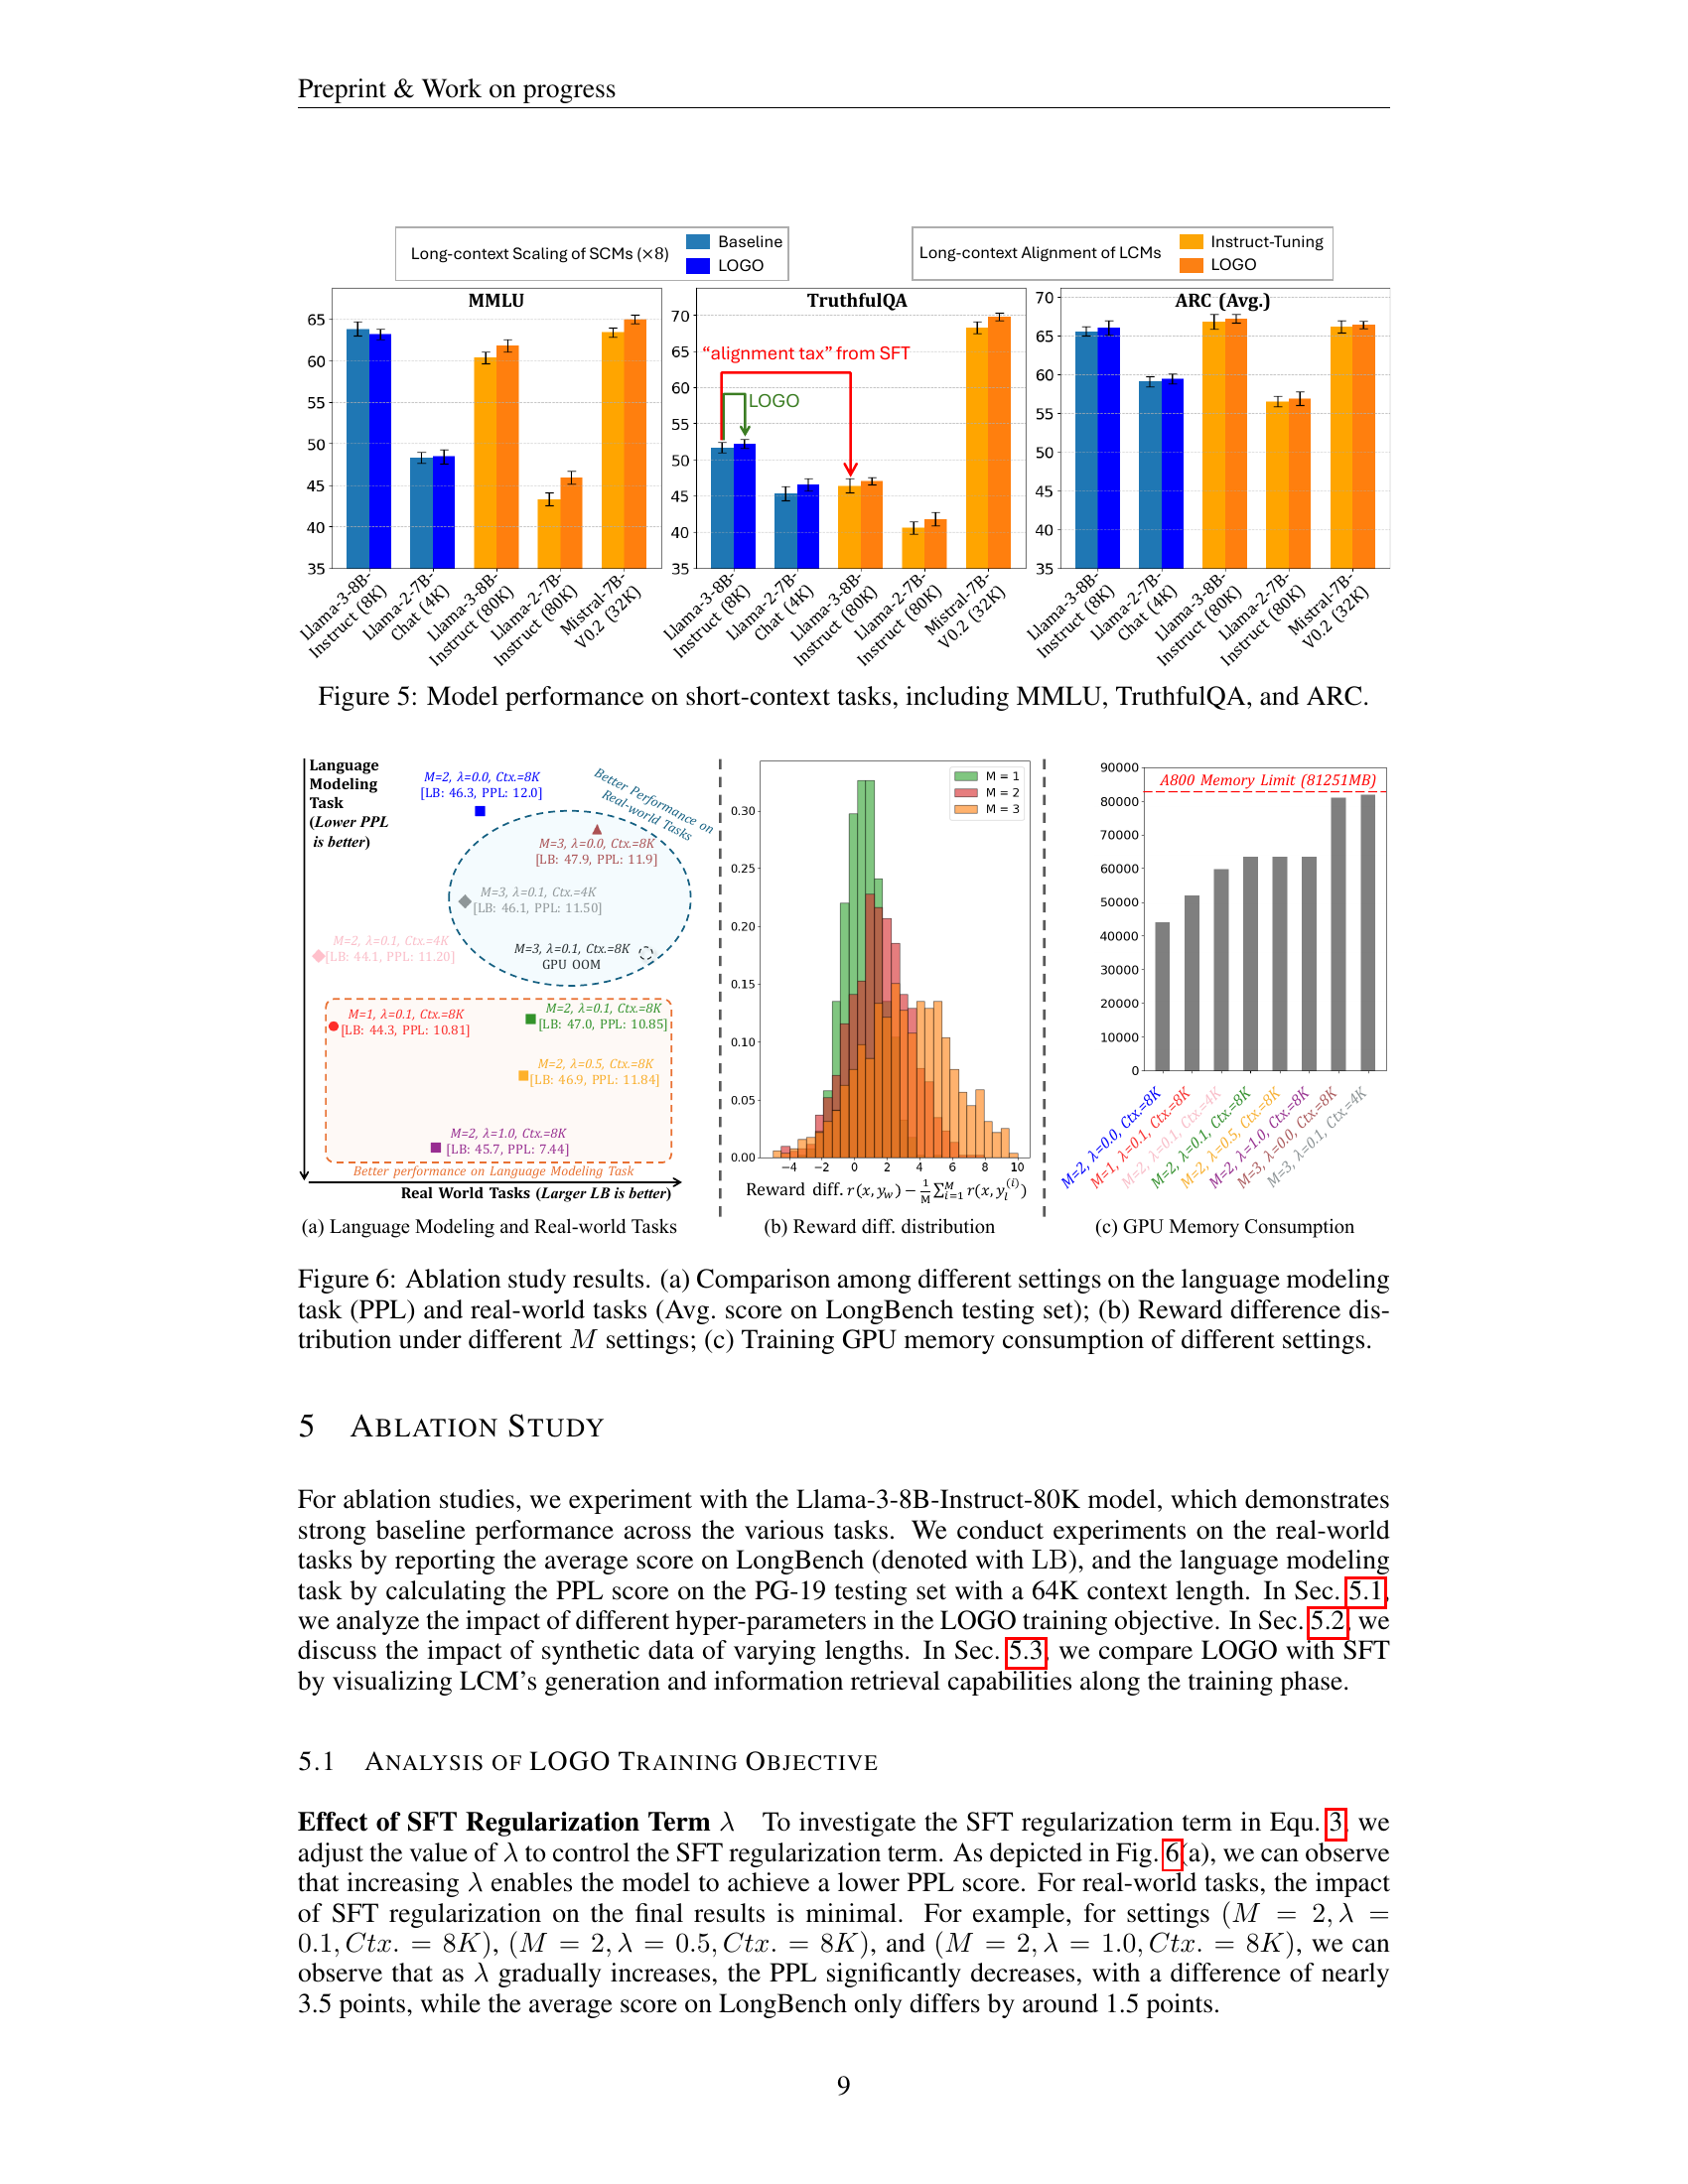 Preprint & Work on progress
Long-context Scaling of SCMs (×8)
Baseline
LOGO
Long-context Alignment of LCMs
Instruct-Tuning
LOGO
MMLU
65
60
55
50
45
40
35
Llama-3-8B-
Instruct (8K)
Llama-2-7B-
Chat (4K)
Llama-3-8B-
Instruct (80K)
Llama-2-7B-
Instruct (80K)
Mistral-7B-
V0.2 (32K)
TruthfulQA
70
65
60
55
50
45
40
35
"alignment tax" from SFT
LOGO
Llama-3-8B-
Instruct (8K)
Llama-2-7B-
Chat (4K)
Llama-3-8B-
Instruct (80K)
Llama-2-7B-
Instruct (80K)
Mistral-7B-
V0.2 (32K)
ARC (Avg.)
70
65
60
55
50
45
40
35
Llama-3-8B-
Instruct (8K)
Llama-2-7B-
Chat (4K)
Llama-3-8B-
Instruct (80K)
Llama-2-7B-
Instruct (80K)
Mistral-7B-
V0.2 (32K)
Figure 5: Model performance on short-context tasks, including MMLU, TruthfulQA, and ARC.
Language
Modeling
Task
(Lower PPL
is better)
M=2, λ=0.0, Ctx.=8K
[LB: 46.3, PPL: 12.0]
Better Performance on
Real-world Tasks
M=3, λ=0.0, Ctx.=8K
[LB: 47.9, PPL: 11.9]
M=3, λ=0.1, Ctx.=4K
[LB: 46.1, PPL: 11.50]
M=2, λ=0.1, Ctx.=4K
[LB: 44.1, PPL: 11.20]
M=3, λ=0.1, Ctx.=8K
GPU OOM
M=1, λ=0.1, Ctx.=8K
[LB: 44.3, PPL: 10.81]
M=2, λ=0.1, Ctx.=8K
[LB: 47.0, PPL: 10.85]
M=2, λ=0.5, Ctx.=8K
[LB: 46.9, PPL: 11.84]
M=2, λ=1.0, Ctx.=8K
[LB: 45.7, PPL: 7.44]
Better performance on Language Modeling Task
Real World Tasks (Larger LB is better)
(a) Language Modeling and Real-world Tasks
M = 1
M = 2
M = 3
0.30
0.25
0.20
0.15
0.10
0.05
0.00
−4 −2 0 2 4 6 8 10
Reward diff. r(x, y_w) − 1/M ∑_{i=1}^{M} r(x, y_l^{(i)})
(b) Reward diff. distribution
90000
80000
70000
60000
50000
40000
30000
20000
10000
0
A800 Memory Limit (81251MB)
M=2, λ=0.0, Ctx.=8K
M=1, λ=0.1, Ctx.=8K
M=2, λ=0.1, Ctx.=4K
M=2, λ=0.1, Ctx.=8K
M=2, λ=0.5, Ctx.=8K
M=2, λ=1.0, Ctx.=8K
M=3, λ=0.0, Ctx.=8K
M=3, λ=0.1, Ctx.=4K
(c) GPU Memory Consumption
Figure 6: Ablation study results. (a) Comparison among different settings on the language modeling
task (PPL) and real-world tasks (Avg. score on LongBench testing set); (b) Reward difference dis-
tribution under different M settings; (c) Training GPU memory consumption of different settings.
5 ABLATION STUDY
For ablation studies, we experiment with the Llama-3-8B-Instruct-80K model, which demonstrates
strong baseline performance across the various tasks. We conduct experiments on the real-world
tasks by reporting the average score on LongBench (denoted with LB), and the language modeling
task by calculating the PPL score on the PG-19 testing set with a 64K context length. In Sec. 5.1,
we analyze the impact of different hyper-parameters in the LOGO training objective. In Sec. 5.2, we
discuss the impact of synthetic data of varying lengths. In Sec. 5.3, we compare LOGO with SFT
by visualizing LCM's generation and information retrieval capabilities along the training phase.
5.1 ANALYSIS OF LOGO TRAINING OBJECTIVE
Effect of SFT Regularization Term λ To investigate the SFT regularization term in Equ. 3, we
adjust the value of λ to control the SFT regularization term. As depicted in Fig. 6(a), we can observe
that increasing λ enables the model to achieve a lower PPL score. For real-world tasks, the impact
of SFT regularization on the final results is minimal. For example, for settings (M = 2, λ =
0.1, Ctx. = 8K), (M = 2, λ = 0.5, Ctx. = 8K), and (M = 2, λ = 1.0, Ctx. = 8K), we can
observe that as λ gradually increases, the PPL significantly decreases, with a difference of nearly
3.5 points, while the average score on LongBench only differs by around 1.5 points.
9